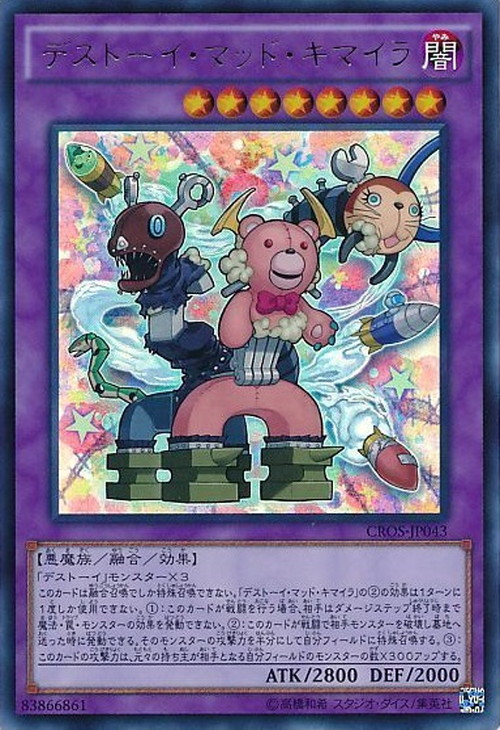 デストーイ・マッド・キマイラ
闇
やみ
CROS-JP043
【悪魔族／融合／効果】
「デストーイ」モンスター×３
このカードは融合召喚でしか特殊召喚できない。「デストーイ・マッド・キマイラ」の②の効果は１ターンに
１度しか使用できない。①：このカードが戦闘を行う場合、相手はダメージステップ終了時まで
魔法・罠・モンスターの効果を発動できない。②：このカードが戦闘で相手モンスターを破壊し墓地へ
送った時に発動できる。そのモンスターの攻撃力を半分にして自分フィールドに特殊召喚する。③：
このカードの攻撃力は、元々の持ち主が相手となる自分フィールドのモンスターの数×300アップする。
ATK/2800 DEF/2000
83866861
©高橋和希 スタジオ・ダイス/集英社